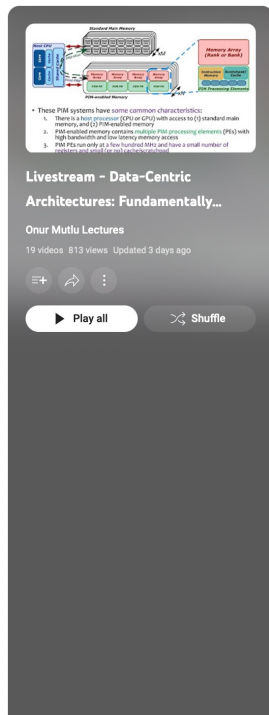 Standard Main Memory
Host CPU
Memory Array
(Rank or Bank)
PIM Processing Elements
PIM-enabled Memory
• These PIM systems have some common characteristics:
1. There is a host processor (CPU or GPU) with access to (1) standard main
memory, and (2) PIM-enabled memory
2. PIM-enabled memory contains multiple PIM processing elements (PEs) with
high bandwidth and low latency memory access
3. PIM PEs run only at a few hundred MHz and have a small number of
registers and small (or no) cache/scratchpad
Livestream - Data-Centric
Architectures: Fundamentally...
Onur Mutlu Lectures
19 videos 813 views Updated 3 days ago
Play all
Shuffle